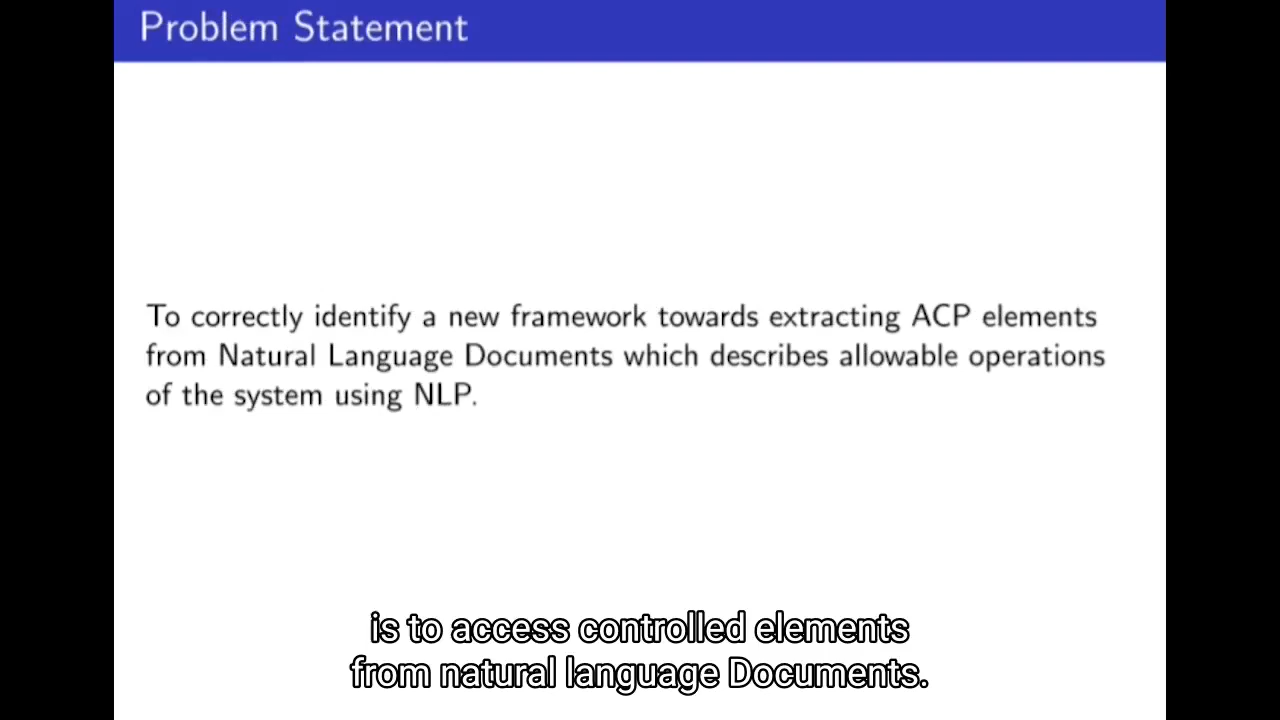 Problem Statement
To correctly identify a new framework towards extracting ACP elements
from Natural Language Documents which describes allowable operations
of the system using NLP.
is to access controlled elements
from natural language Documents.